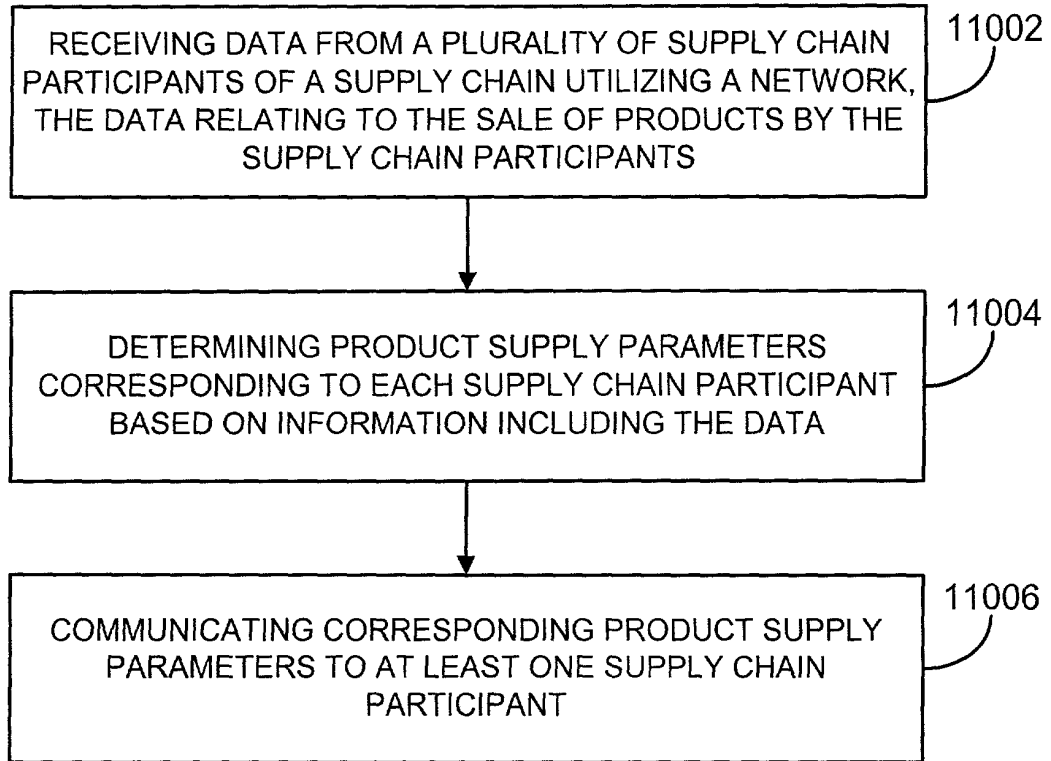 RECEIVING DATA FROM A PLURALITY OF SUPPLY CHAIN
PARTICIPANTS OF A SUPPLY CHAIN UTILIZING A NETWORK,
THE DATA RELATING TO THE SALE OF PRODUCTS BY THE
SUPPLY CHAIN PARTICIPANTS
11002
DETERMINING PRODUCT SUPPLY PARAMETERS
CORRESPONDING TO EACH SUPPLY CHAIN PARTICIPANT
BASED ON INFORMATION INCLUDING THE DATA
11004
COMMUNICATING CORRESPONDING PRODUCT SUPPLY
PARAMETERS TO AT LEAST ONE SUPPLY CHAIN
PARTICIPANT
11006